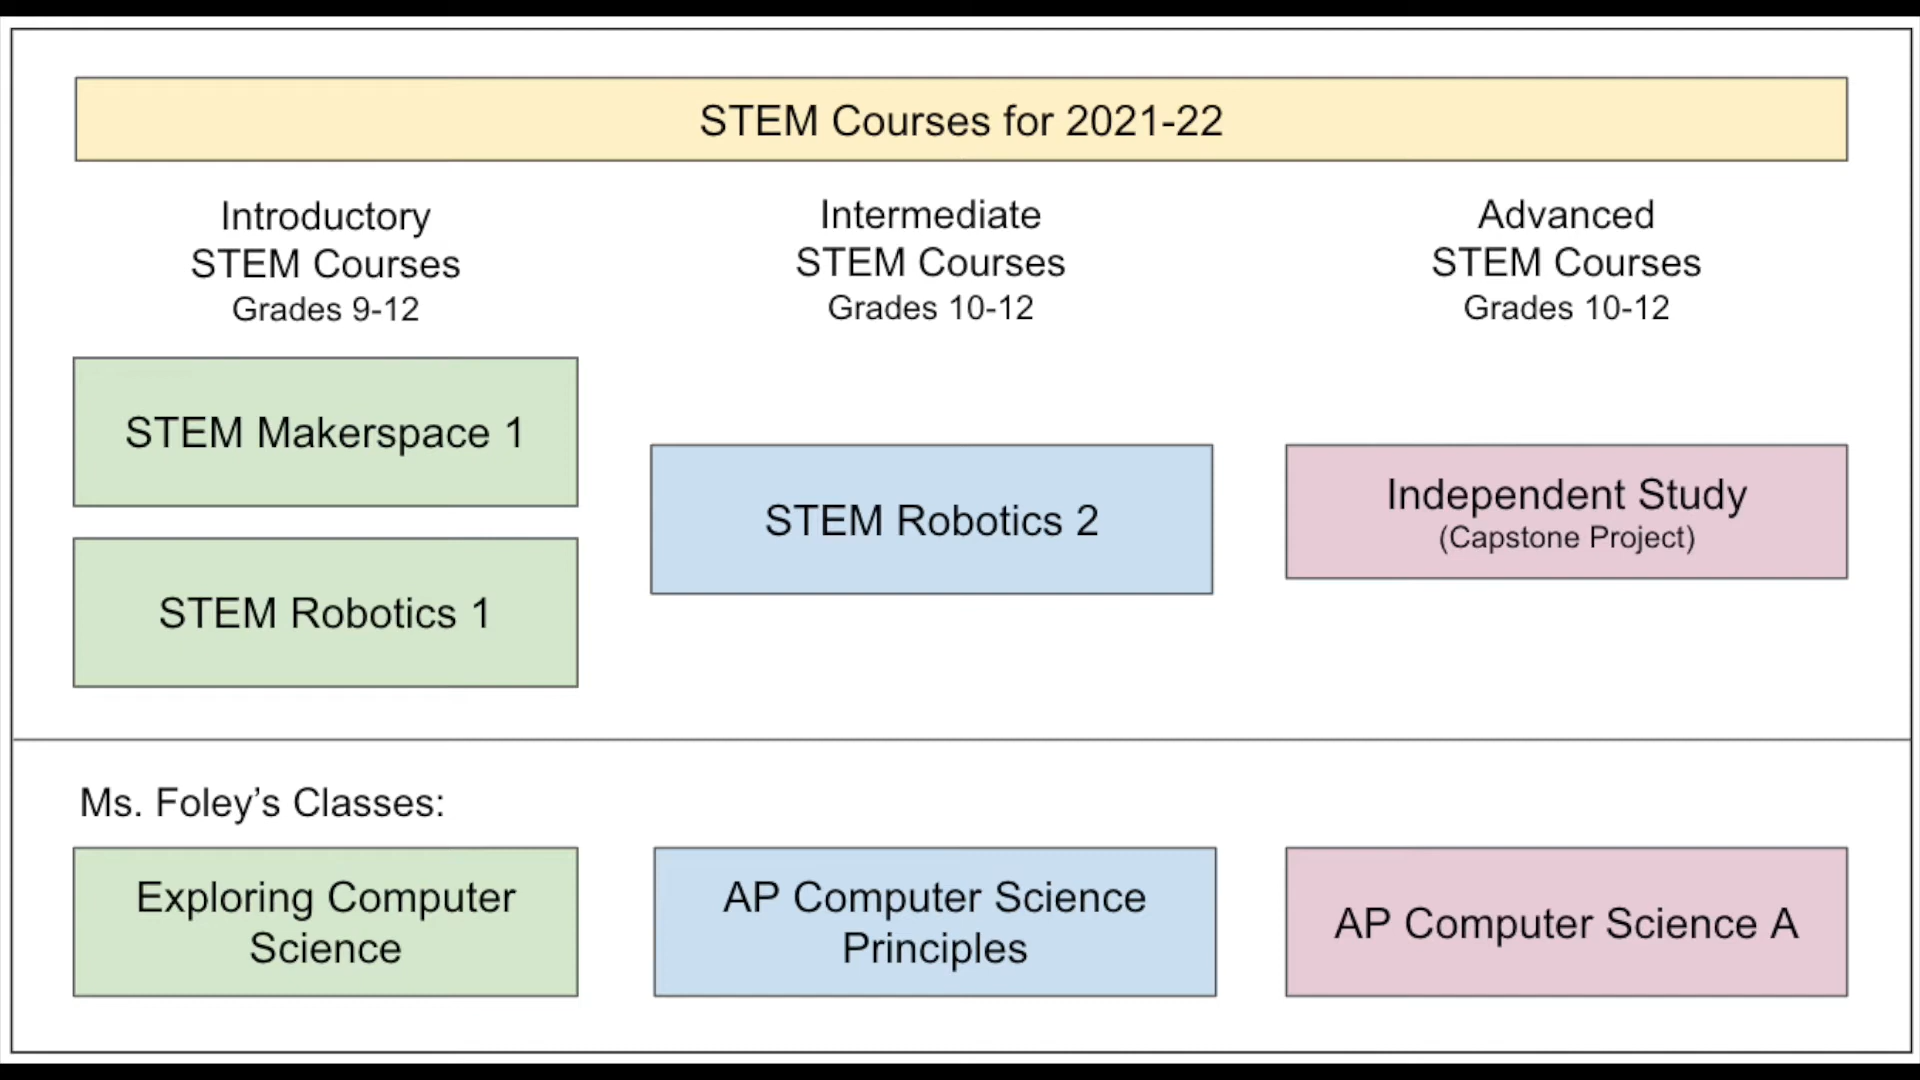 STEM Courses for 2021-22
Introductory
STEM Courses
Grades 9-12
Intermediate
STEM Courses
Grades 10-12
Advanced
STEM Courses
Grades 10-12
STEM Makerspace 1
STEM Robotics 1
STEM Robotics 2
Independent Study
(Capstone Project)
Ms. Foley’s Classes:
Exploring Computer
Science
AP Computer Science
Principles
AP Computer Science A